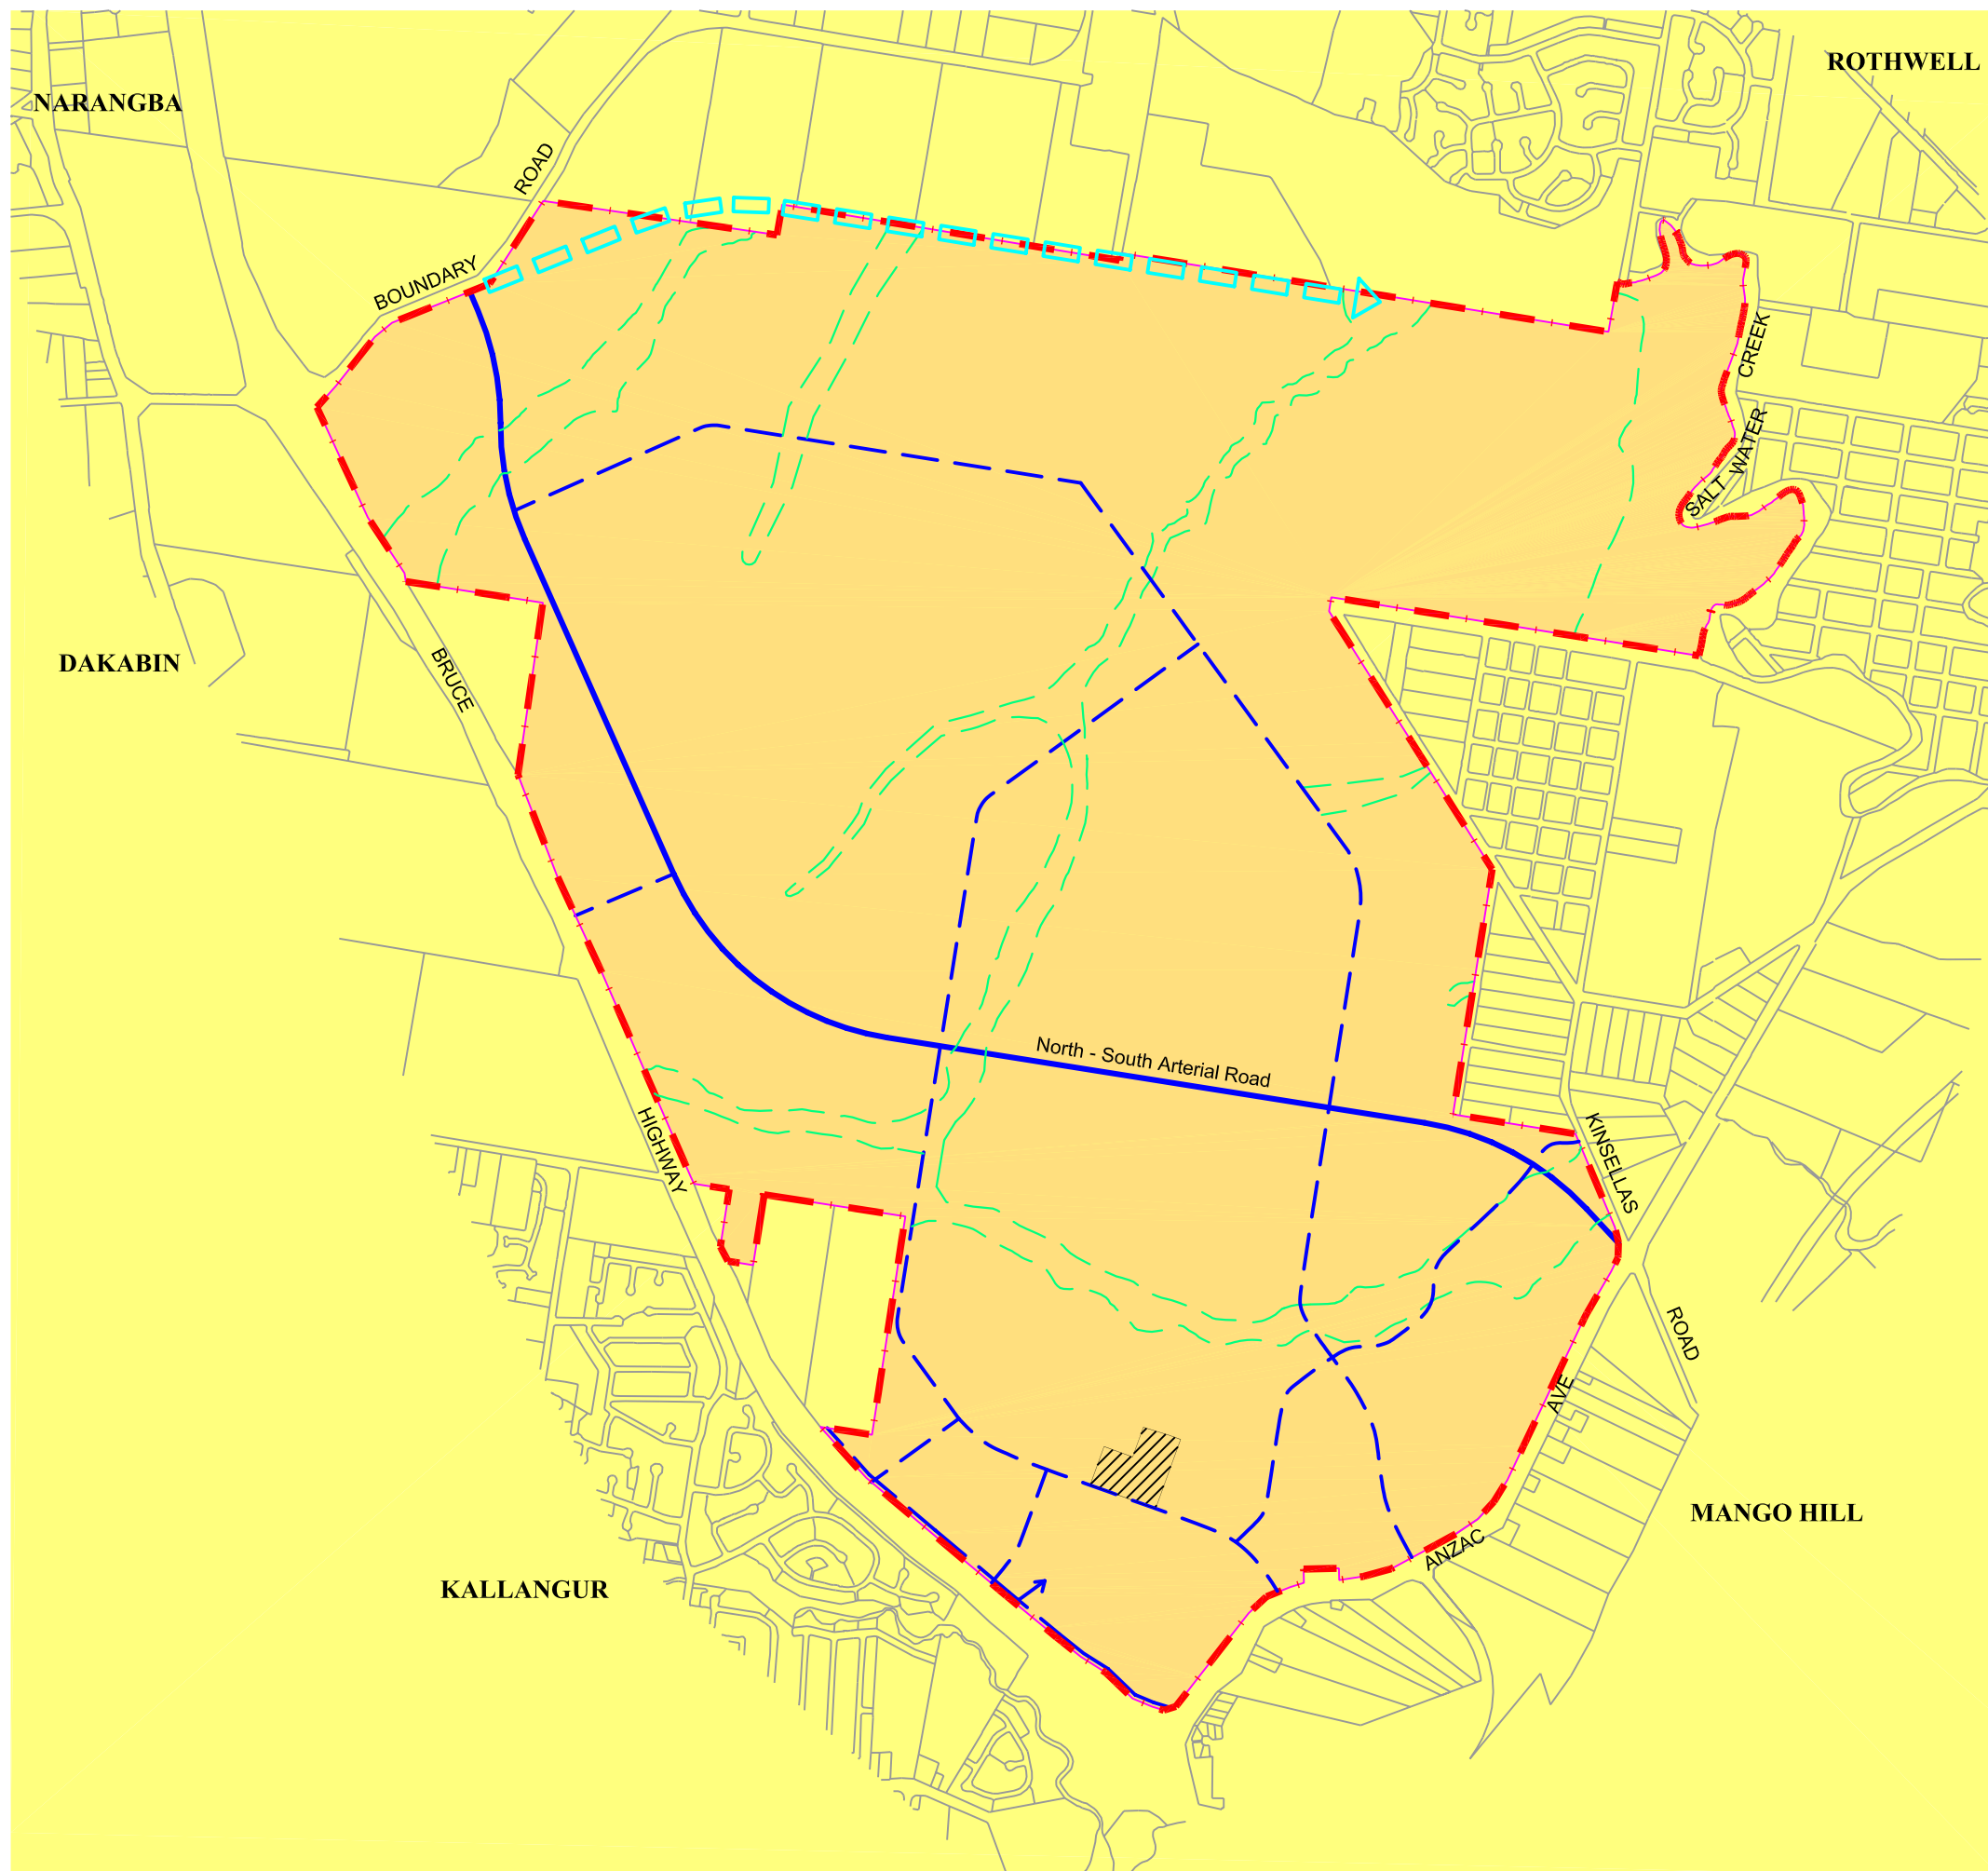 ROTHWELL
NARANGBA
ROAD
BOUNDARY
CREEK
SALT WATER
DAKABIN
BRUCE
North - South Arterial Road
HIGHWAY
KINSELAS
ROAD
AVE
MANGO HILL
ANZAC
KALLANGUR